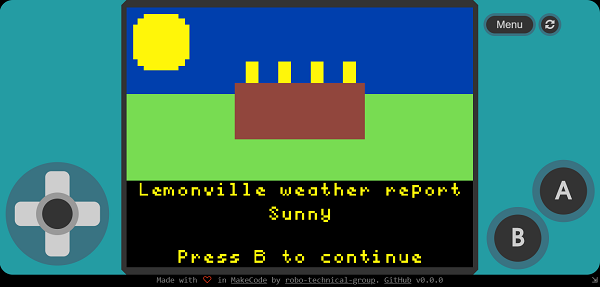 Menu
Lemonville weather report
Sunny
Press B to continue
A
B
Made with ♥ in MakeCode by robo-technical-group, GitHub v0.0.0